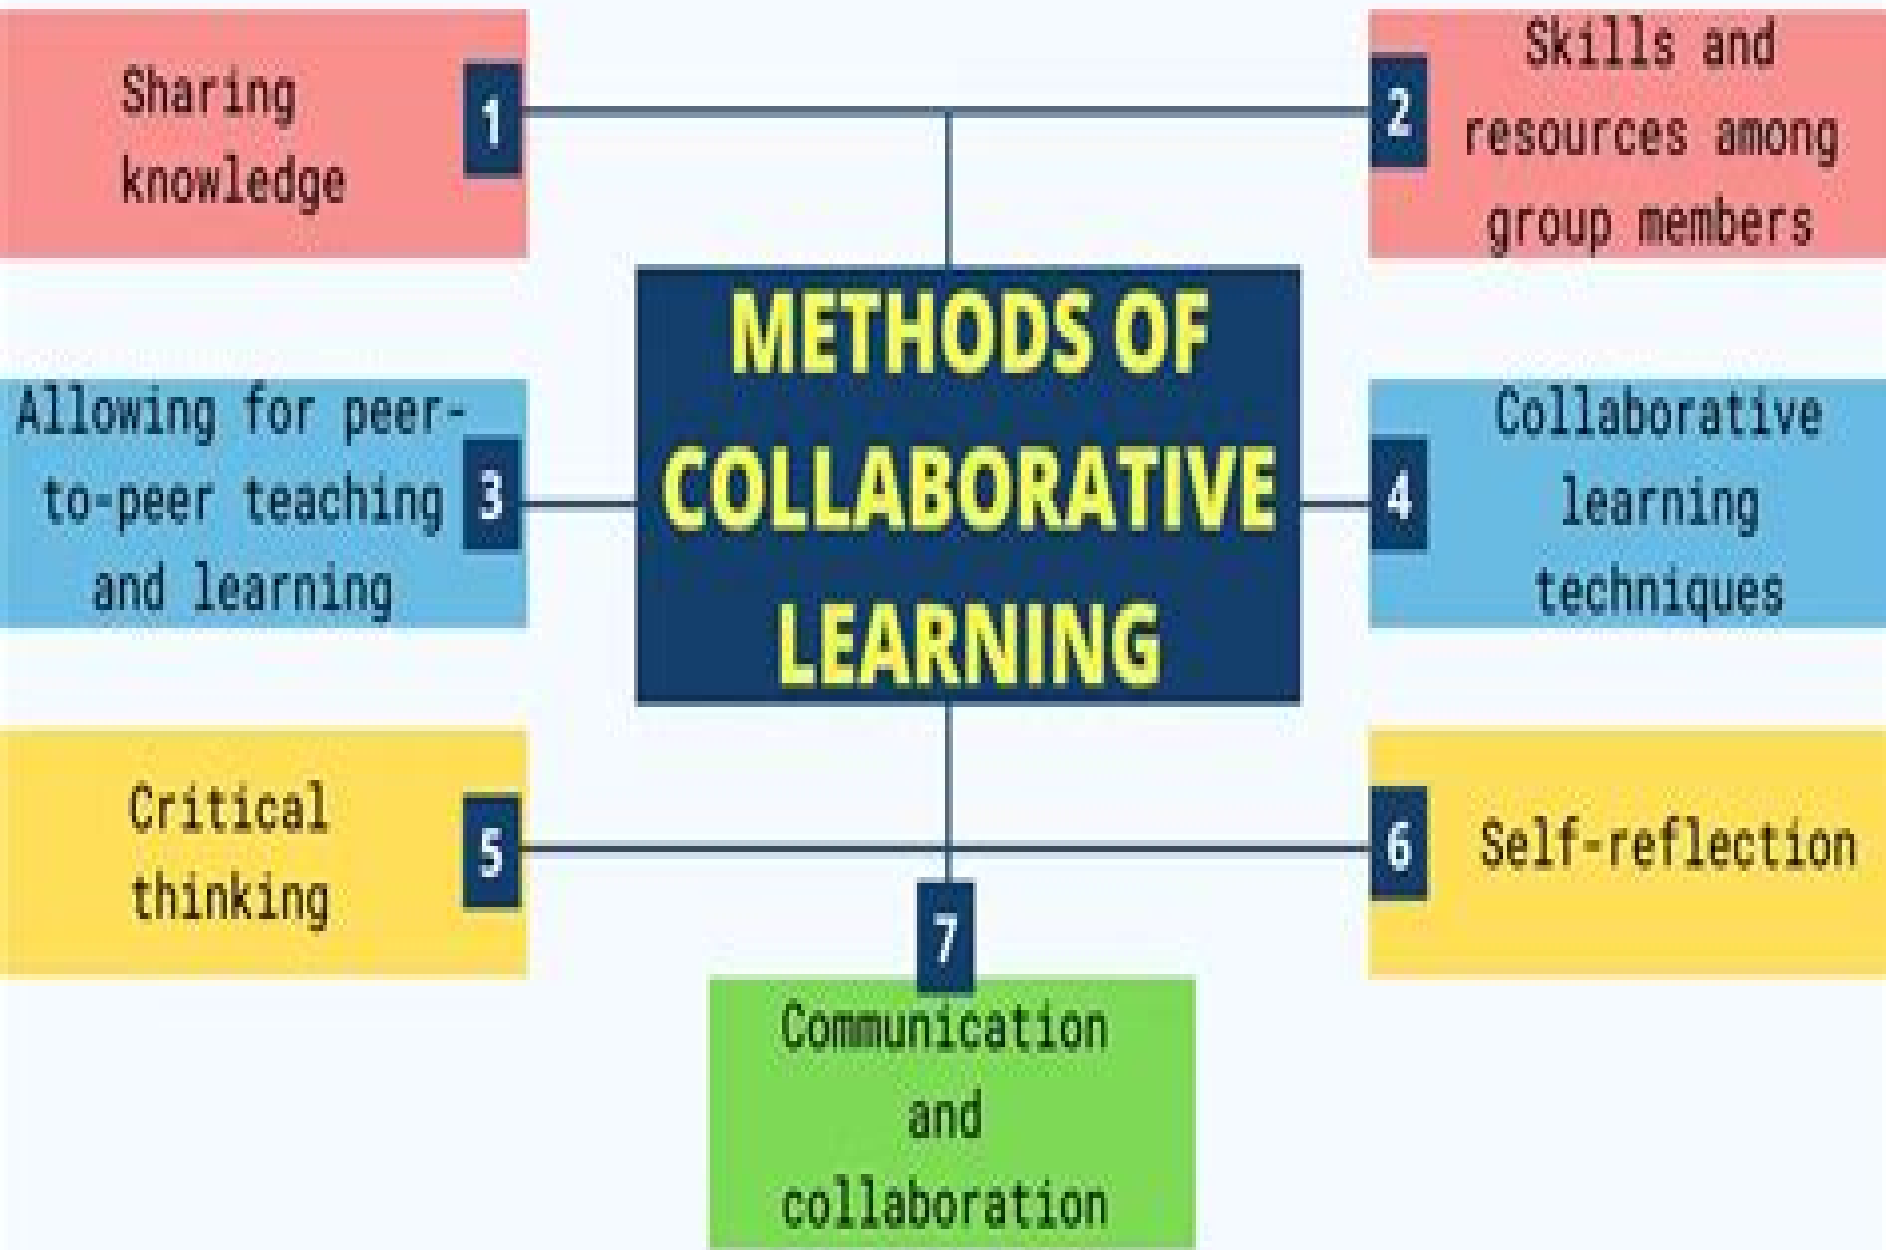 Sharing
knowledge
1
2
Skills and
resources among
group members
METHODS OF
COLLABORATIVE
LEARNING
Allowing for peer-
to-peer teaching
and learning
3
4
Collaborative
learning
techniques
Critical
thinking
5
6
Self-reflection
7
Communication
and
collaboration